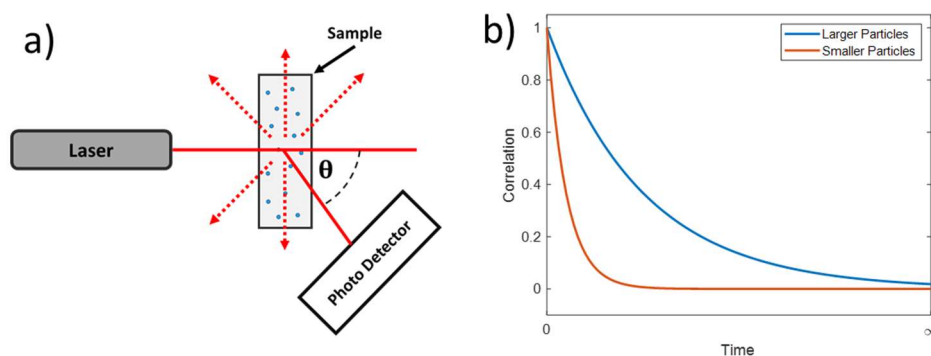 a)
Sample
Laser
θ
Photo Detector
b)
Larger Particles
Smaller Particles
1
0.8
0.6
0.4
0.2
0
Correlation
0
∞
Time